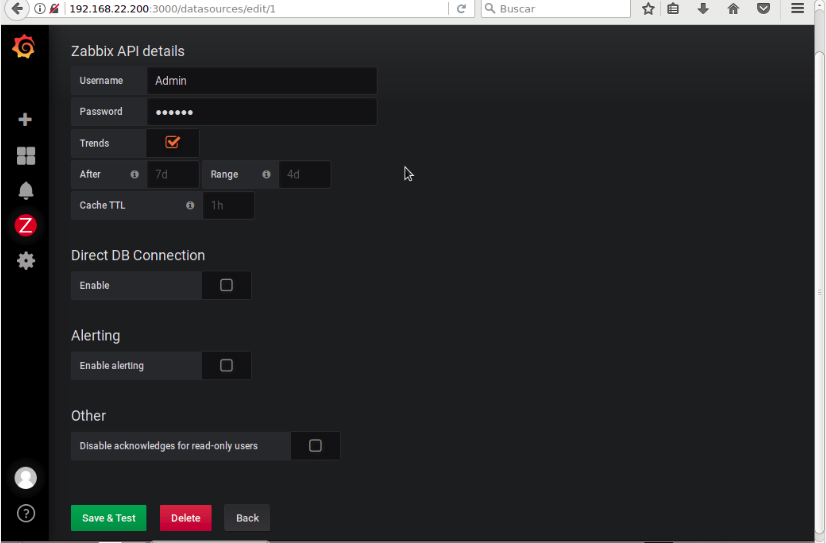 192.168.22.200:3000/datasources/edit/1
Buscar
Zabbix API details
Username Admin
Password ••••••
Trends
After 7d Range 4d
Cache TTL 1h
Direct DB Connection
Enable
Alerting
Enable alerting
Other
Disable acknowledges for read-only users
Save & Test Delete Back